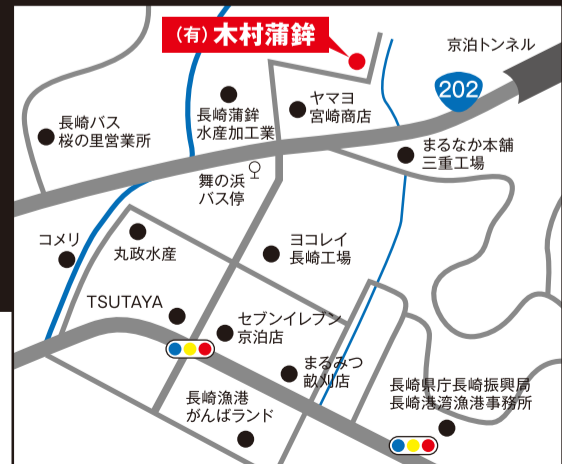 (有)木村蒲鉾
京泊トンネル
202
長崎バス
桜の里営業所
長崎蒲鉾
水産加工業
ヤマヨ
宮崎商店
まるなか本舗
三重工場
舞の浜
バス停
コメリ
丸政水産
ヨコレイ
長崎工場
TSUTAYA
セブンイレブン
京泊店
まるみつ
畝刈店
長崎漁港
がんばランド
長崎県庁長崎振興局
長崎港湾漁港事務所